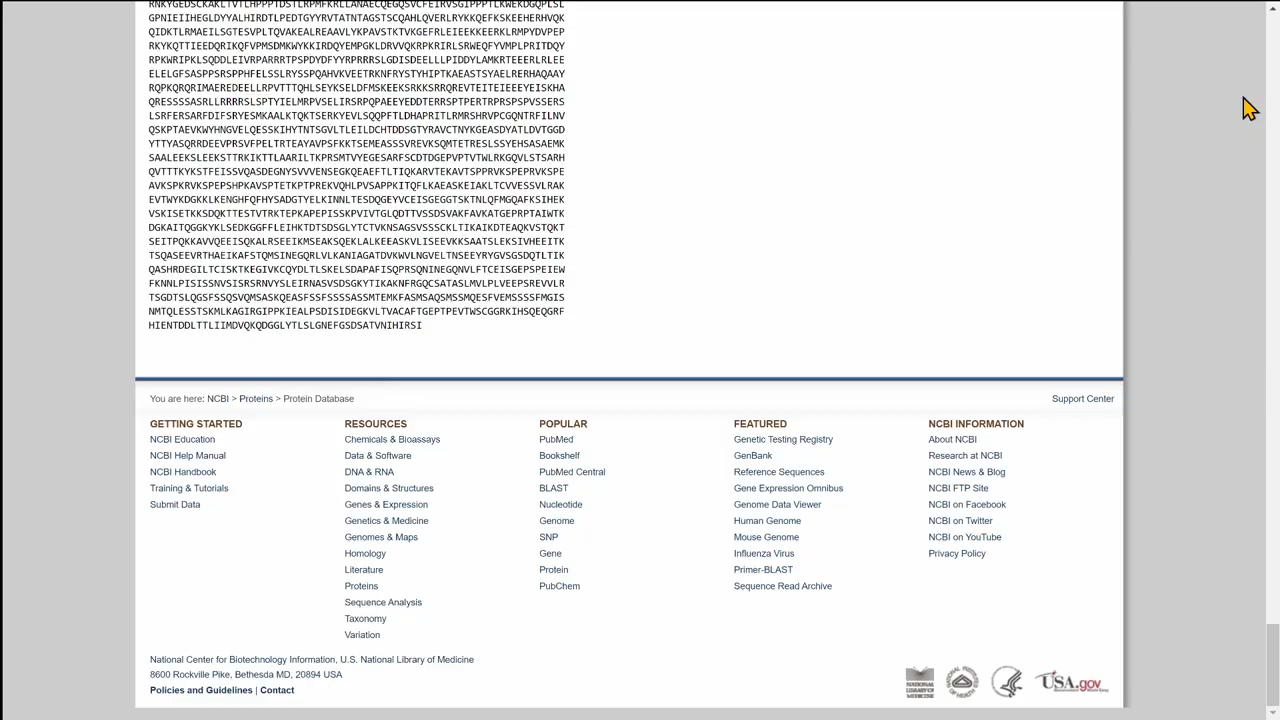 RNKYGEDSCKAKLTVTLHPPPTDSTLRPMFKRLLANAECQEGQSVCFEIRVSGIPPPTLKWEKDGQPLSL
GPNIEIIHEGLDYYALHIRDTLPEDTGYYRVTATNTAGSTSCQAHLQVERLRYKKQEFKSKEEHERHVQK
QIDKTLRMAEILSGTESVPLTQVAKEALREAAVLYKPAVSTKTVKGEFRLEIEEKKEERKLRMPYDVPEP
RKYKQTTIEEDQRIKQFVPMSDMKWYKKIRDQYEMPGKLDRVVQKRPKRIRLSRWEQFYVMPLPRITDQY
RPKWRIPKLSQDDLEIVRPARRRTPSPDYDFYYRPRRRSLGDISDEELLLPIDDYLAMKRTEEERLRLEE
ELELGFSASPPSRSPPHFELSSLRYSSPQAHVKVEETRKNFRYSTYHIPTKAEASTSYAELRERHAQAAY
RQPKQRQRIMAEREDEELLRPVTTTQHLSEYKSELDFMSKEEKSRKKSRRQREVTEITEIEEEYEISKHA
QRESSSSASRLLRRRRSLSPTYIELMRPVSELIRSRPQPAEEYEDDTERRSPTPERTRPRSPSPVSSERS
LSRFERSARFDIFSRYESMKAALKTQKTSERKYEVLSQQPFTLDHAPRITLRMRSHRVPCGQNTRFILNV
QSKPTAEVKWYHNGVELQESSKIHYTNTSGVLTLEILDCHTDDSGTYRAVCTNYKGEASDYATLDVTGGD
YTTYASQRRDEEVPRSVFPELTRTEAYAVPSFKKTSEMEASSSVREVKSQMTETRESLSSYEHSASAEMK
SAALEEKSLEEKSTTRKIKTTLAARILTKPRSMTVYEGESARFSCDTDGEPVPTVTWLRKGQVLSTSARH
QVTTTKYKSTFEISSVQASDEGNYSVVVENSEGKQEAEFTLTIQKARVTEKAVTSPPRVKSPEPRVKSPE
AVKSPKRVKSPEPSHPKAVSPTETKPTPREKVQHLPVSAPPKITQFLKAEASKEIAKLTCVVESSVLRAK
EVTWYKDGKKLKENGHFQFHYSADGTYELKINNLTESDQGEYVCEISGEGGTSKTNLQFMGQAFKSIHEK
VSKISETKKSDQKTTESTVTRKTEPKAPEPISSKPVIVTGLQDTTVSSDSVAKFAVKATGEPRPTAIWTK
DGKAITQGGKYKLSEDKGGFFLEIHKTDTSDSGLYTCTVKNSAGSVSSSCKLTIKAIKDTEAQKVSTQKT
SEITPQKKAVVQEEISQKALRSEEIKMSEAKSQEKLALKEEASKVLISEEVKKSAATSLEKSIVHEEITK
TSQASEEVRTHAEIKAFSTQMSINEGQRLVLKANIAGATDVKWVLNGVELTNSEEYRYGVSGSDQTLTIK
QASHRDEGILTCISKTKEGIVKCQYDLTLSKELSDAPAFISQPRSQNINEGQNVLFTCEISGEPSPEIEW
FKNNLPISISSNVSISRSRNVYSLEIRNASVSDSGKYTIKAKNFRGQCSATASLMVLPLVEEPSREVVLR
TSGDTSLQGSFSSQSVQMSASKQEASFSSFSSSSASSMTEMKFASMSAQSMSSMQESFVEMSSSSFMGIS
NMTQLESSTSKMLKAGIRGIPPKIEALPSDISIDEGKVLTVACAFTGEPTPEVTWSCGGRKIHSQEQGRF
HIENTDDLTTLIIMDVQKQDGGLYTLSLGNEFGSDSATVNIHIRSI
You are here: NCBI > Proteins > Protein Database
Support Center
GETTING STARTED
NCBI Education
NCBI Help Manual
NCBI Handbook
Training & Tutorials
Submit Data
RESOURCES
Chemicals & Bioassays
Data & Software
DNA & RNA
Domains & Structures
Genes & Expression
Genetics & Medicine
Genomes & Maps
Homology
Literature
Proteins
Sequence Analysis
Taxonomy
Variation
POPULAR
PubMed
Bookshelf
PubMed Central
BLAST
Nucleotide
Genome
SNP
Gene
Protein
PubChem
FEATURED
Genetic Testing Registry
GenBank
Reference Sequences
Gene Expression Omnibus
Genome Data Viewer
Human Genome
Mouse Genome
Influenza Virus
Primer-BLAST
Sequence Read Archive
NCBI INFORMATION
About NCBI
Research at NCBI
NCBI News & Blog
NCBI FTP Site
NCBI on Facebook
NCBI on Twitter
NCBI on YouTube
Privacy Policy
National Center for Biotechnology Information, U.S. National Library of Medicine
8600 Rockville Pike, Bethesda MD, 20894 USA
Policies and Guidelines | Contact
NATIONAL
LIBRARY OF
MEDICINE
USA.gov